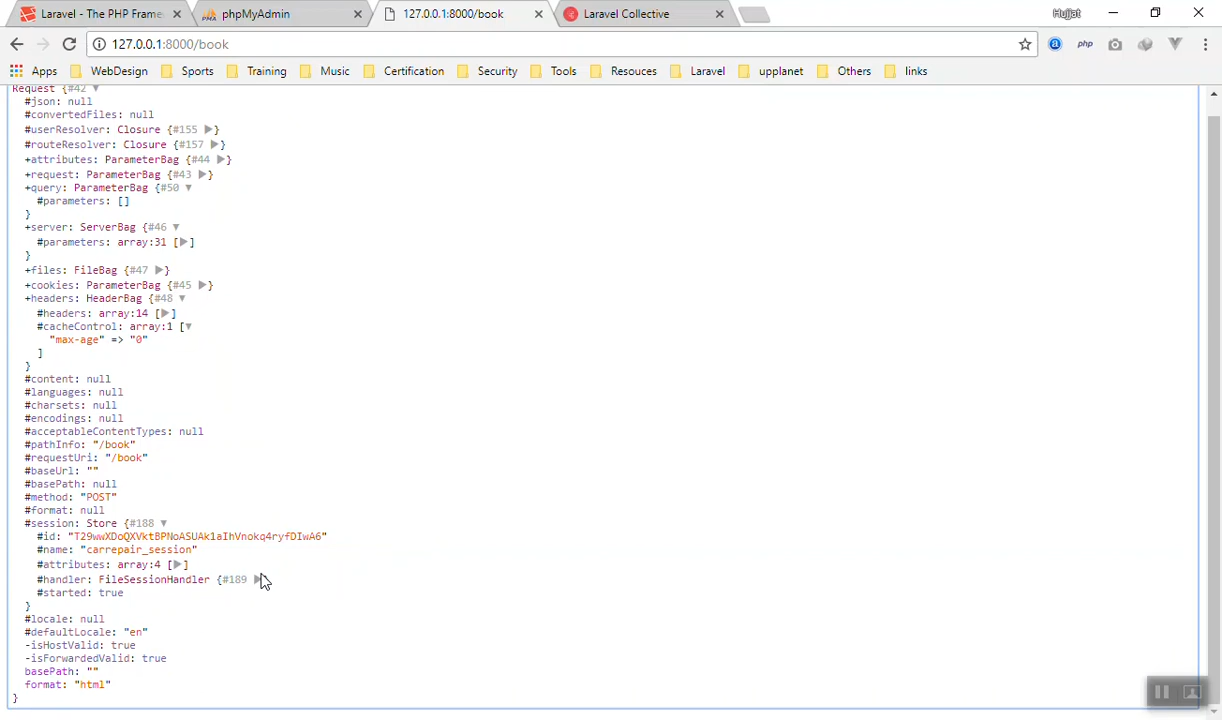 Laravel - The PHP Frame
PMA phpMyAdmin
127.0.0.1:8000/book
Laravel Collective
Hujjat
127.0.0.1:8000/book
php
Apps WebDesign Sports Training Music Certification Security Tools Resouces Laravel upplanet Others links
Request {#42 ▼
#json: null
#convertedFiles: null
#userResolver: Closure {#155 ▶}
#routeResolver: Closure {#157 ▶}
+attributes: ParameterBag {#44 ▶}
+request: ParameterBag {#43 ▶}
+query: ParameterBag {#50 ▼
#parameters: []
}
+server: ServerBag {#46 ▼
#parameters: array:31 [▶]
}
+files: FileBag {#47 ▶}
+cookies: ParameterBag {#45 ▶}
+headers: HeaderBag {#48 ▼
#headers: array:14 [▶]
#cacheControl: array:1 [▼
"max-age" => "0"
]
}
#content: null
#languages: null
#charsets: null
#encodings: null
#acceptableContentTypes: null
#pathInfo: "/book"
#requestUri: "/book"
#baseUrl: ""
#basePath: null
#method: "POST"
#format: null
#session: Store {#188 ▼
#id: "T29wwXDoQXVktBPNoASUAk1aIhVnokq4ryfDIwA6"
#name: "carrepair_session"
#attributes: array:4 [▶]
#handler: FileSessionHandler {#189 ▶
#started: true
}
#locale: null
#defaultLocale: "en"
-isHostValid: true
-isForwardedValid: true
basePath: ""
format: "html"
}